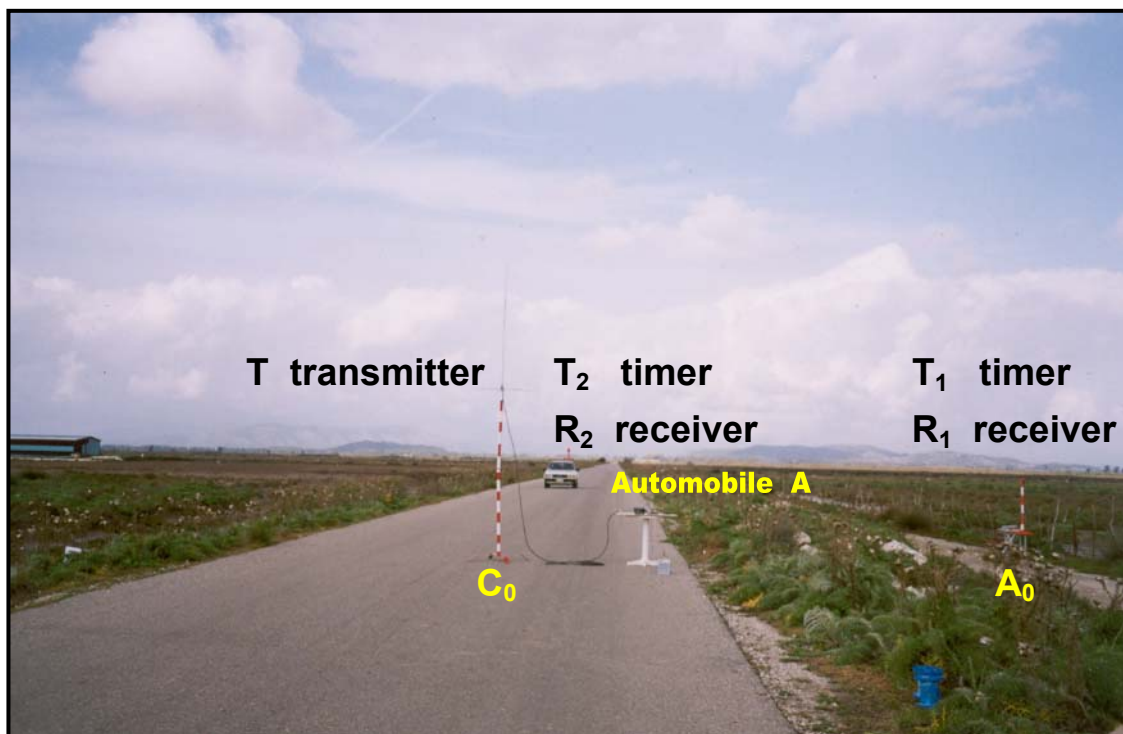 T transmitter T₂ timer T₁ timer
R₂ receiver R₁ receiver
Automobile A
C₀ A₀